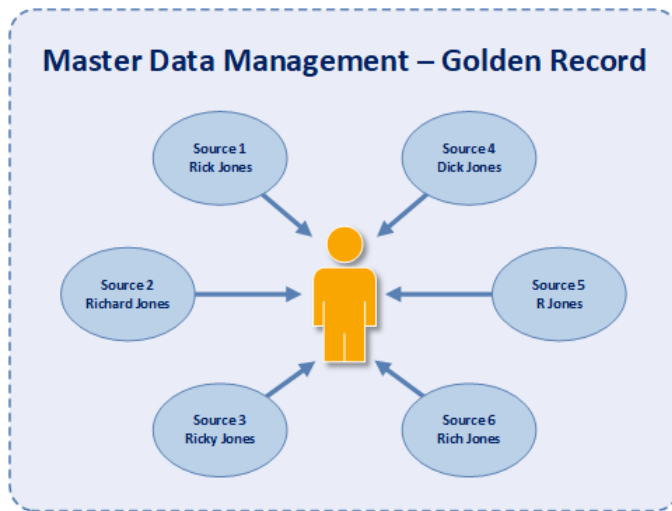 Master Data Management – Golden Record
Source 1
Rick Jones
Source 4
Dick Jones
Source 2
Richard Jones
Source 5
R Jones
Source 3
Ricky Jones
Source 6
Rich Jones